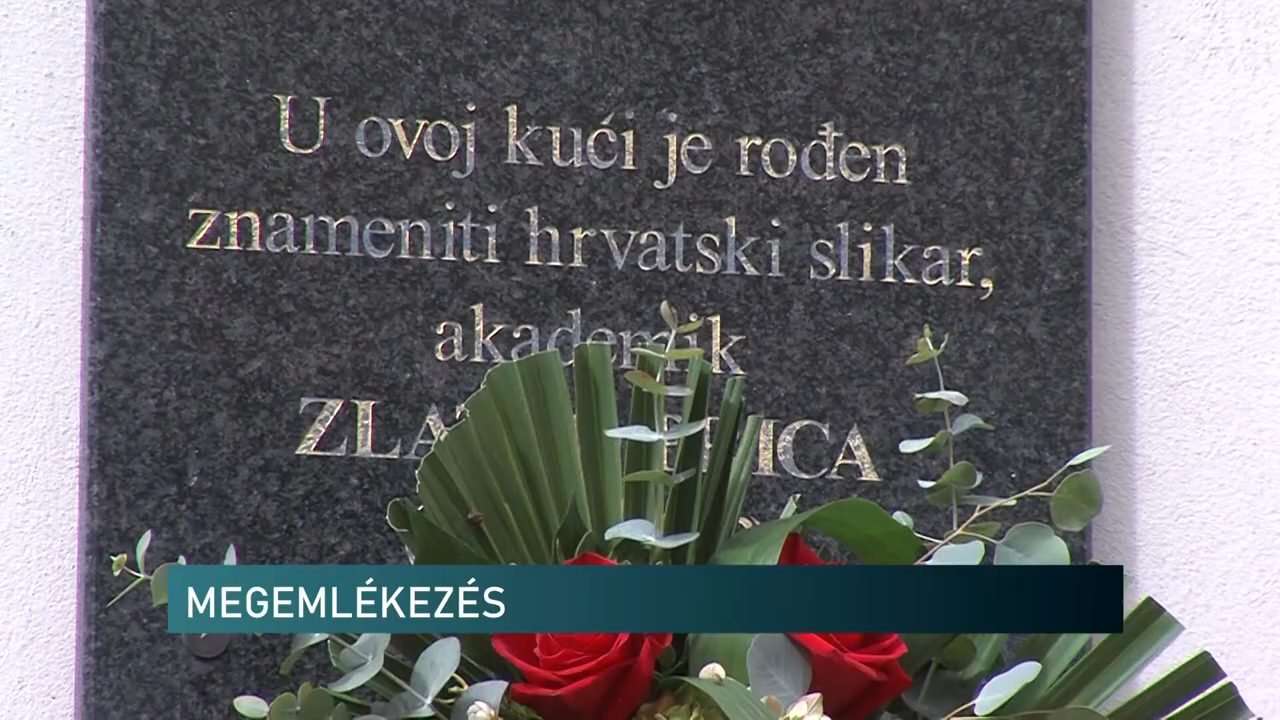 U ovoj kući je rođen
znameniti hrvatski slikar,
akademik
MEGEMLÉKEZÉS